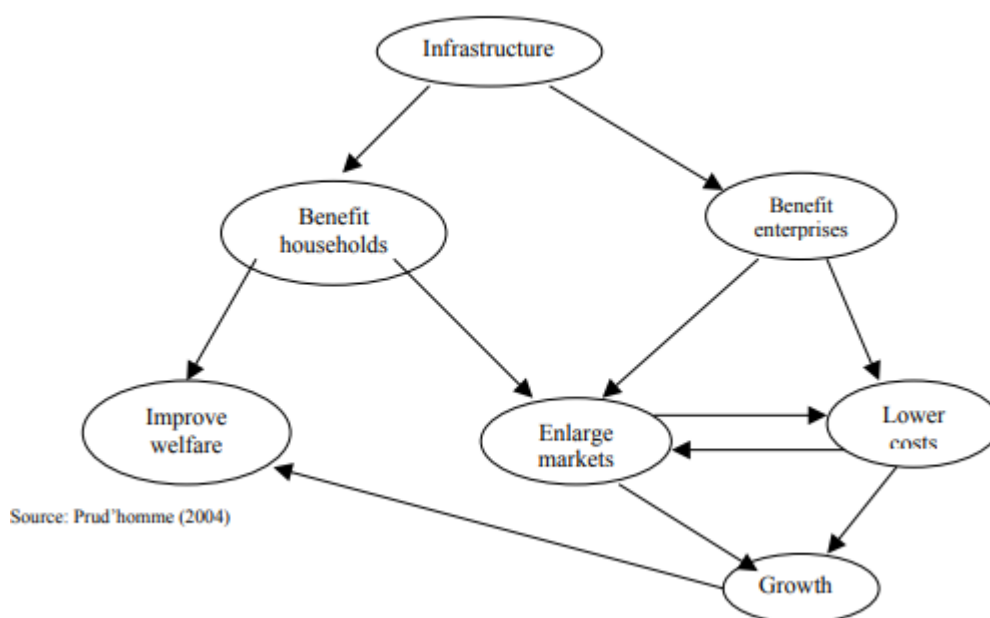 Infrastructure
Benefit
households
Benefit
enterprises
Improve
welfare
Enlarge
markets
Lower
costs
Source: Prud’homme (2004)
Growth